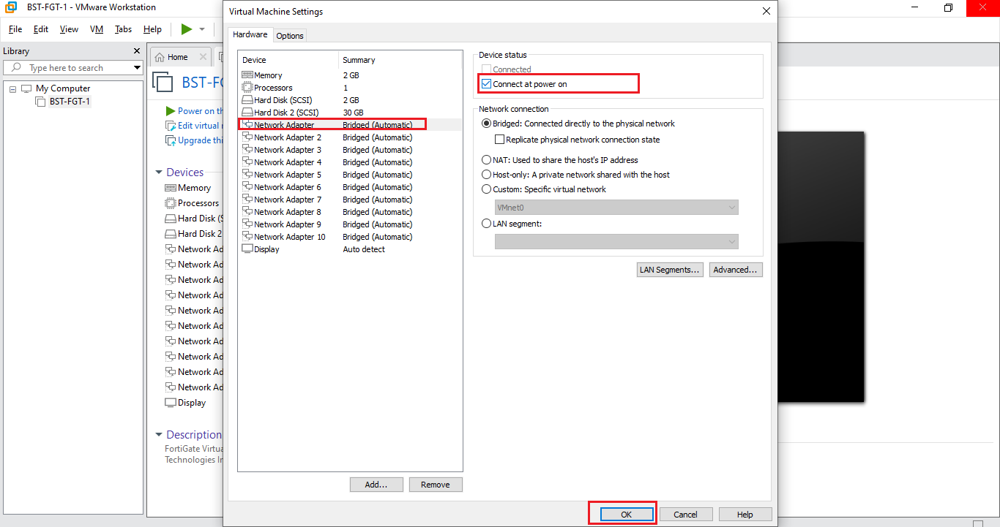 BST-FGT-1 - VMware Workstation
File Edit View VM Tabs Help
Library
Type here to search
My Computer
BST-FGT-1
Home
BST-F
Power on th
Edit virtual
Upgrade thi
Devices
Memory
Processors
Hard Disk (S
Hard Disk 2
Network Ad
Network Ad
Network Ad
Network Ad
Network Ad
Network Ad
Network Ad
Network Ad
Network Ad
Network Ad
Display
Description
FortiGate Virtua
Technologies In
Virtual Machine Settings
Hardware Options
Device Summary
Memory 2 GB
Processors 1
Hard Disk (SCSI) 2 GB
Hard Disk 2 (SCSI) 30 GB
Network Adapter Bridged (Automatic)
Network Adapter 2 Bridged (Automatic)
Network Adapter 3 Bridged (Automatic)
Network Adapter 4 Bridged (Automatic)
Network Adapter 5 Bridged (Automatic)
Network Adapter 6 Bridged (Automatic)
Network Adapter 7 Bridged (Automatic)
Network Adapter 8 Bridged (Automatic)
Network Adapter 9 Bridged (Automatic)
Network Adapter 10 Bridged (Automatic)
Display Auto detect
Add... Remove
Device status
Connected
Connect at power on
Network connection
Bridged: Connected directly to the physical network
Replicate physical network connection state
NAT: Used to share the host's IP address
Host-only: A private network shared with the host
Custom: Specific virtual network
VMnet0
LAN segment:
LAN Segments... Advanced...
OK Cancel Help